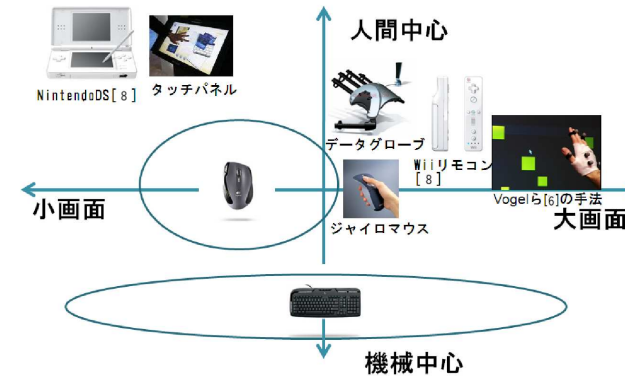 人間中心
NintendoDS[8]
タッチパネル
データグローブ
Wiiリモコン
[8]
Vogelら[6]の手法
小画面
大画面
ジャイロマウス
機械中心